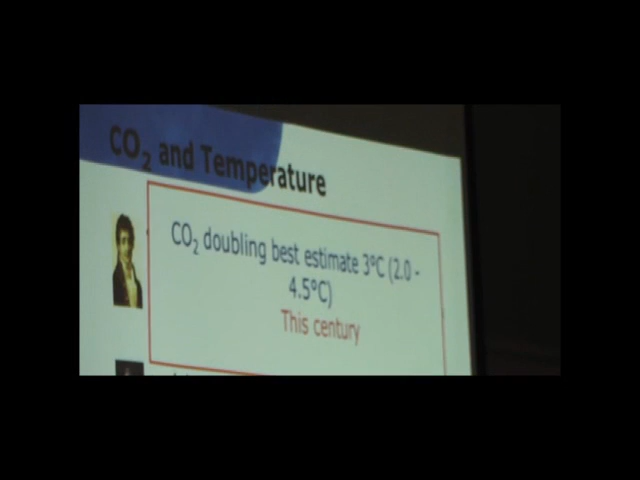 CO₂ and Temperature
CO₂ doubling best estimate 3°C (2.0 -
4.5°C)
This century